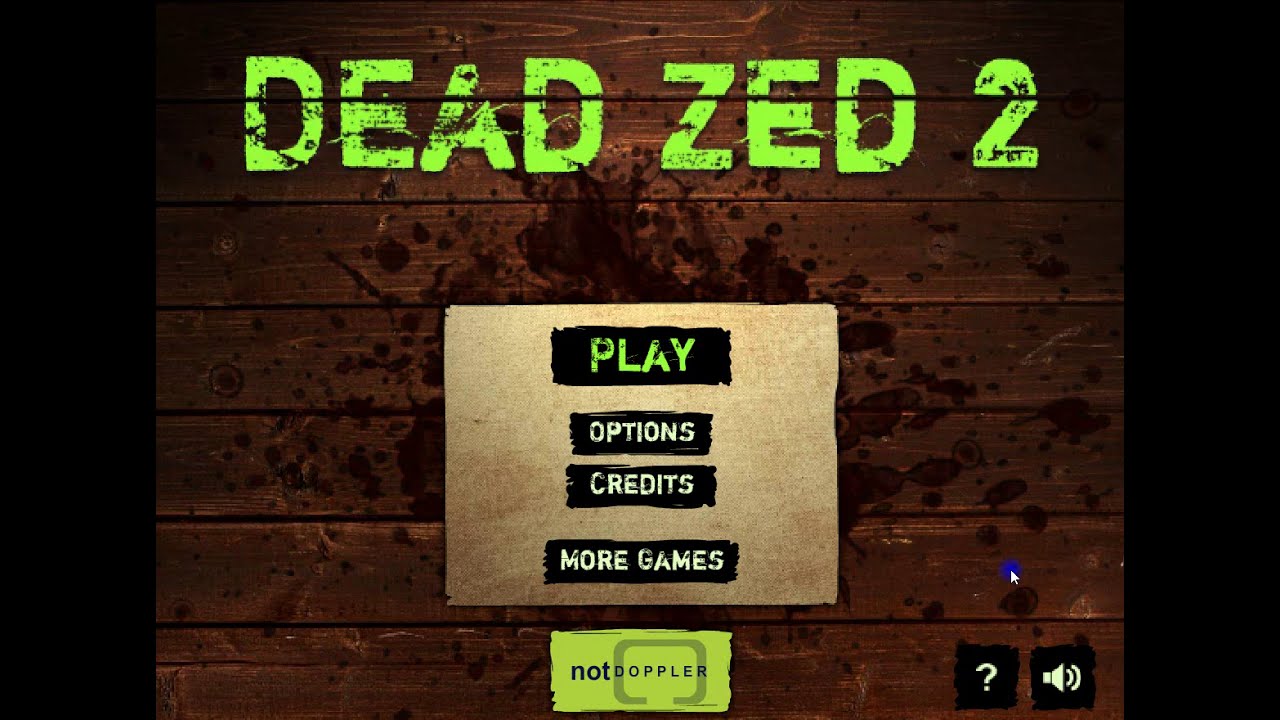 DEAD ZED 2
PLAY
OPTIONS
CREDITS
MORE GAMES
notDOPPLER
?